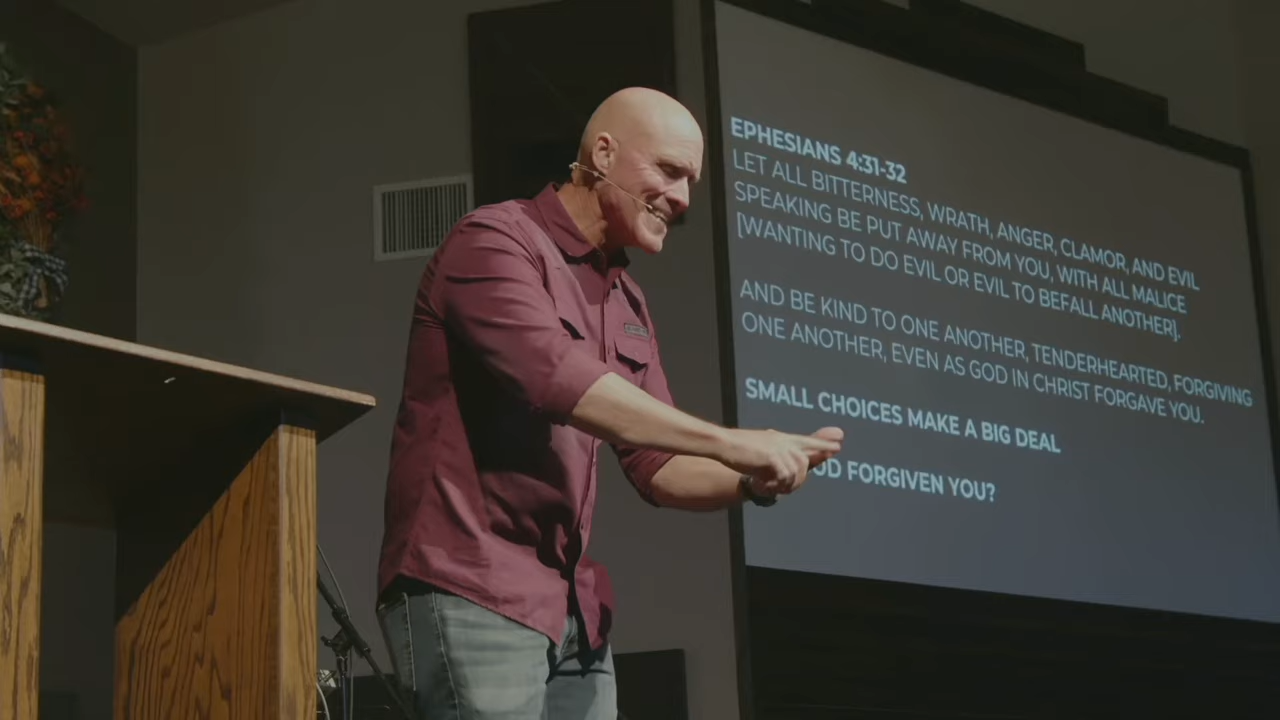 EPHESIANS 4:31-32
LET ALL BITTERNESS, WRATH, ANGER, CLAMOR, AND EVIL
SPEAKING BE PUT AWAY FROM YOU, WITH ALL MALICE
[WANTING TO DO EVIL OR EVIL TO BEFALL ANOTHER].
AND BE KIND TO ONE ANOTHER, TENDERHEARTED, FORGIVING
ONE ANOTHER, EVEN AS GOD IN CHRIST FORGAVE YOU.
SMALL CHOICES MAKE A BIG DEAL
FORGIVEN YOU?